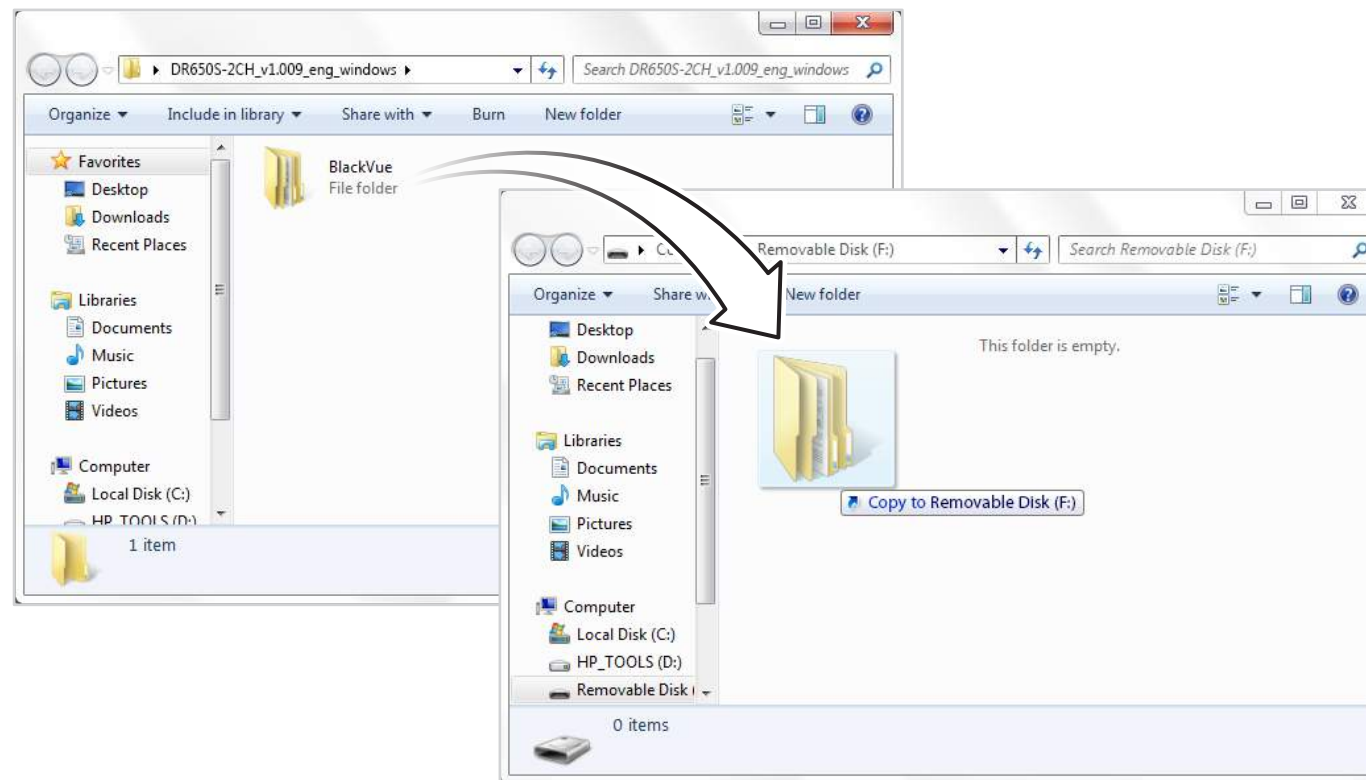 DR650S-2CH_v1.009_eng_windows
Search DR650S-2CH_v1.009_eng_windows
Organize Include in library Share with Burn New folder
Favorites
Desktop
Downloads
Recent Places
Libraries
Documents
Music
Pictures
Videos
Computer
Local Disk (C:)
HP_TOOLS (D:)
1 item
BlackVue
File folder
Removable Disk (F:)
Search Removable Disk (F:)
Organize Share New folder
Desktop
Downloads
Recent Places
Libraries
Documents
Music
Pictures
Videos
Computer
Local Disk (C:)
HP_TOOLS (D:)
Removable Disk (
0 items
This folder is empty.
Copy to Removable Disk (F:)